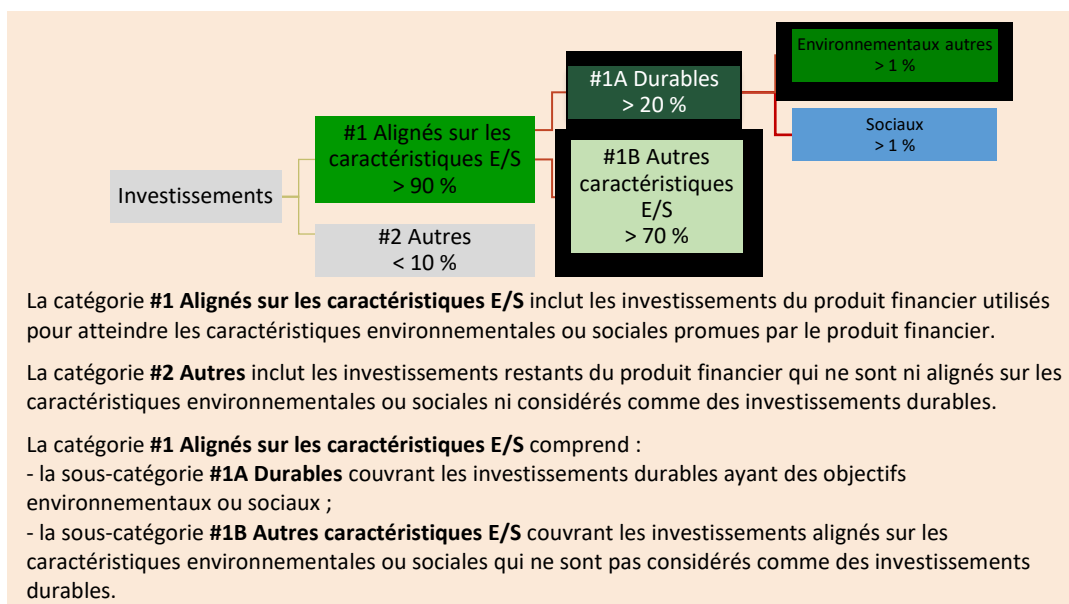 Environnementaux autres
> 1 %
#1A Durables
> 20 %
Sociaux
> 1 %
#1 Alignés sur les
caractéristiques E/S
> 90 %
#1B Autres
caractéristiques
E/S
> 70 %
Investissements
#2 Autres
< 10 %
La catégorie #1 Alignés sur les caractéristiques E/S inclut les investissements du produit financier utilisés
pour atteindre les caractéristiques environnementales ou sociales promues par le produit financier.
La catégorie #2 Autres inclut les investissements restants du produit financier qui ne sont ni alignés sur les
caractéristiques environnementales ou sociales ni considérés comme des investissements durables.
La catégorie #1 Alignés sur les caractéristiques E/S comprend :
- la sous-catégorie #1A Durables couvrant les investissements durables ayant des objectifs
environnementaux ou sociaux ;
- la sous-catégorie #1B Autres caractéristiques E/S couvrant les investissements alignés sur les
caractéristiques environnementales ou sociales qui ne sont pas considérés comme des investissements
durables.